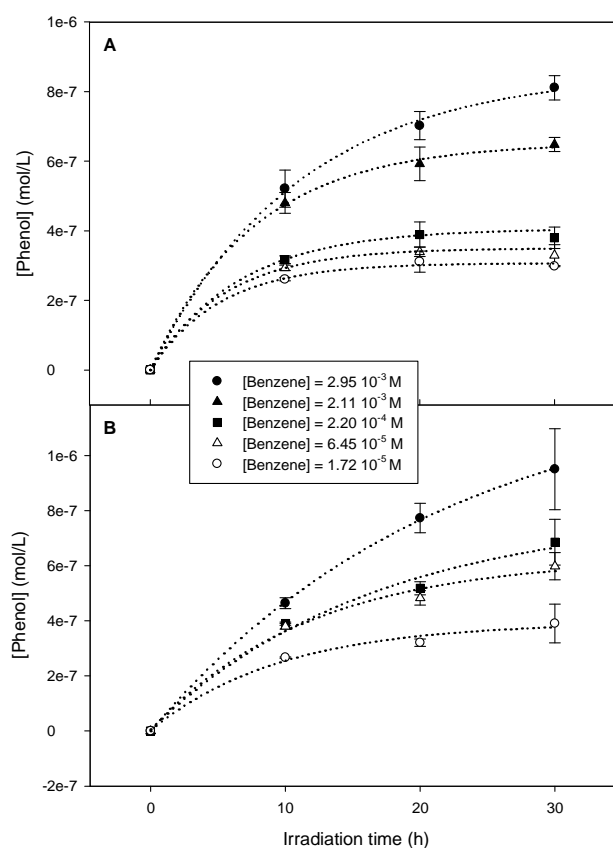 A
1e-6
8e-7
6e-7
4e-7
2e-7
0
[Phenol] (mol/L)
[Benzene] = 2.95 10⁻³ M
[Benzene] = 2.11 10⁻³ M
[Benzene] = 2.20 10⁻⁴ M
[Benzene] = 6.45 10⁻⁵ M
[Benzene] = 1.72 10⁻⁵ M
B
1e-6
8e-7
6e-7
4e-7
2e-7
0
-2e-7
[Phenol] (mol/L)
0 10 20 30
Irradiation time (h)